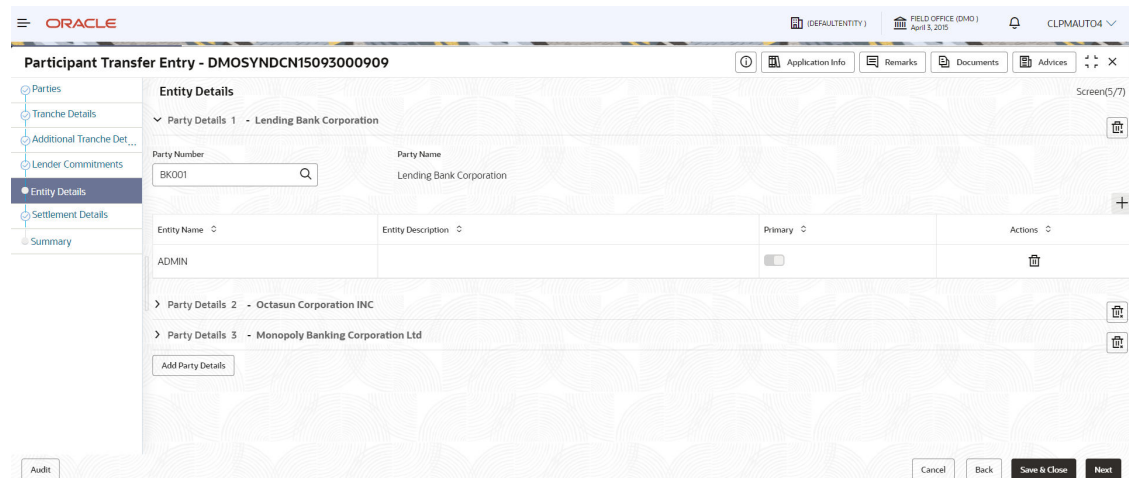 ORACLE
(DEFAULTENTITY )
FIELD OFFICE (DMO )
April 3, 2015
CLPMAUTO4
Participant Transfer Entry - DMOSYNDCN15093000909
Application Info
Remarks
Documents
Advices
Parties
Tranche Details
Additional Tranche Det...
Lender Commitments
Entity Details
Settlement Details
Summary
Entity Details
Screen(5/7)
Party Details 1 - Lending Bank Corporation
Party Number
Party Name
BK001
Lending Bank Corporation
Entity Name
Entity Description
Primary
Actions
ADMIN
Party Details 2 - Octasun Corporation INC
Party Details 3 - Monopoly Banking Corporation Ltd
Add Party Details
Audit
Cancel
Back
Save & Close
Next